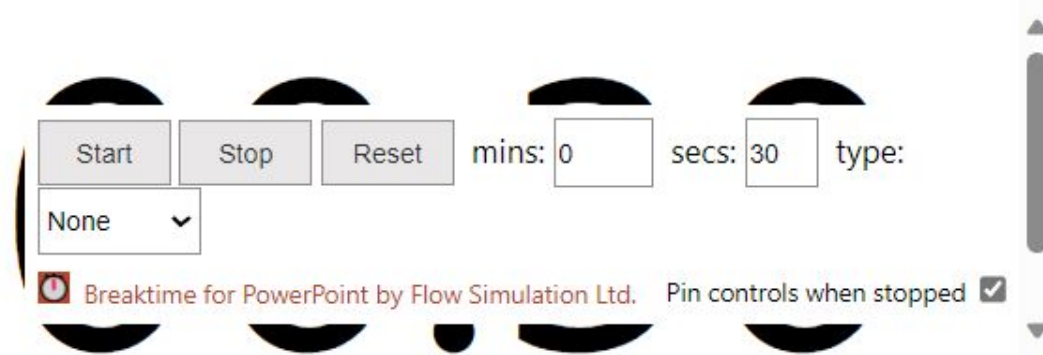 Start Stop Reset mins: 0 secs: 30 type:
None
Breaktime for PowerPoint by Flow Simulation Ltd. Pin controls when stopped